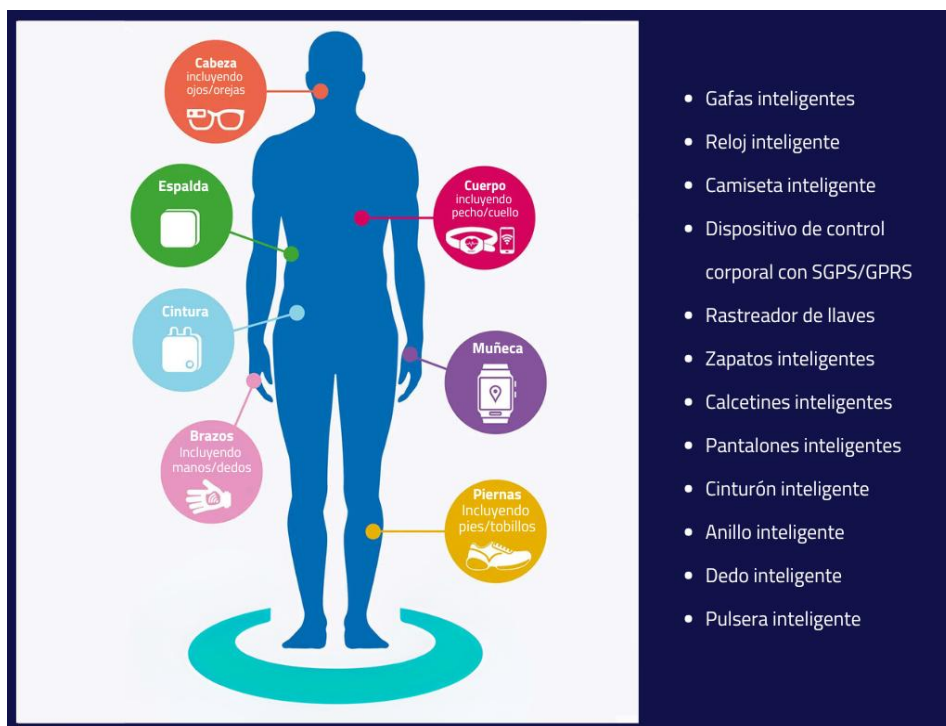 Cabeza
incluyendo
ojos/orejas
Espalda
Cuerpo
incluyendo
pecho/cuello
Cintura
Muñeca
Brazos
Incluyendo
manos/dedos
Piernas
Incluyendo
pies/tobillos
Gafas inteligentes
Reloj inteligente
Camiseta inteligente
Dispositivo de control
corporal con SGPS/GPRS
Rastreador de llaves
Zapatos inteligentes
Calcetines inteligentes
Pantalones inteligentes
Cinturón inteligente
Anillo inteligente
Dedo inteligente
Pulsera inteligente